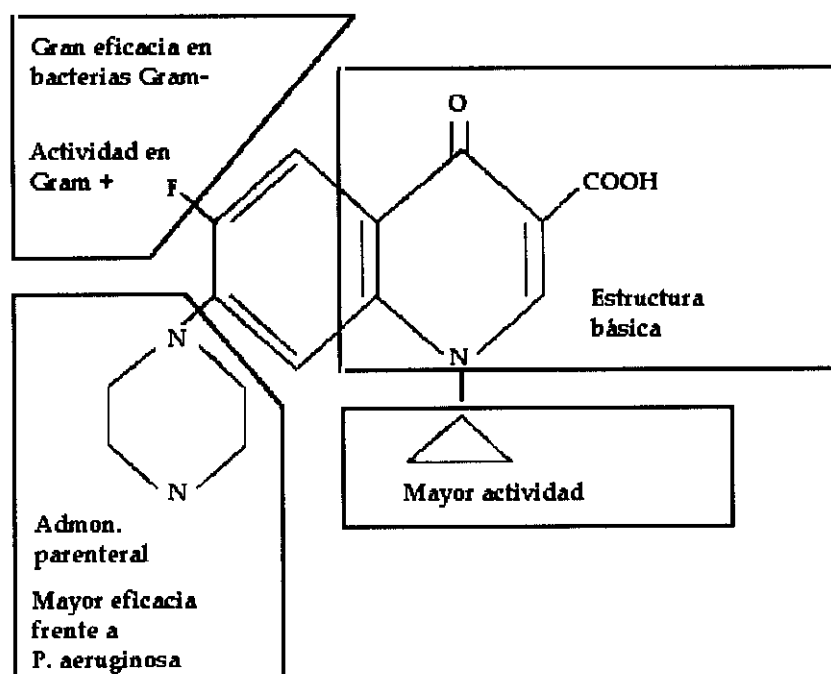 Gran eficacia en
bacterias Gram-
Actividad en
Gram +
F
O
COOH
Estructura
básica
N
N
N
Mayor actividad
Admon.
parenteral
Mayor eficacia
frente a
P. aeruginosa